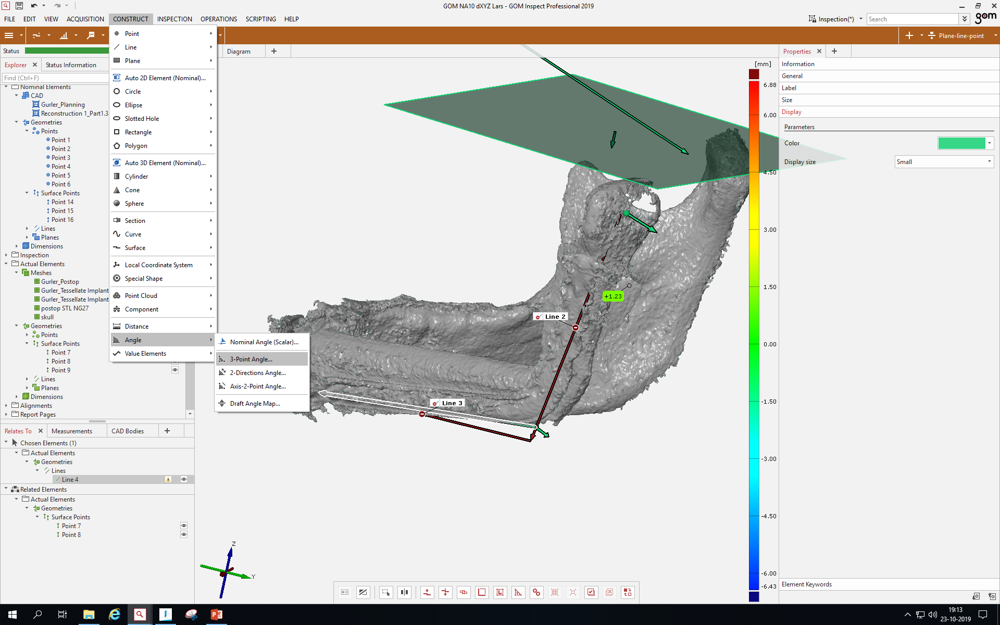 GOM NA10 dXYZ Lars - GOM Inspect Professional 2019
FILE EDIT VIEW ACQUISITION CONSTRUCT INSPECTION OPERATIONS SCRIPTING HELP
Inspection(*)
Search
gom
Plane-line-point
Status
Diagram
Explorer
Status Information
Find (Ctrl+F)
Nominal Elements
CAD
Gurler_Planning
Reconstruction 1_Part1.3
Geometries
Points
Point 1
Point 2
Point 3
Point 4
Point 5
Point 6
Surface Points
Point 14
Point 15
Point 16
Lines
Planes
Dimensions
Inspection
Actual Elements
Meshes
Gurler_Postop
Gurler_Tessellate Implant
Gurler_Tessellate Implant
postop STL NG27
skull
Geometries
Points
Surface Points
Point 7
Point 8
Point 9
Lines
Planes
Dimensions
Alignments
Report Pages
Relates To
Measurements
CAD Bodies
Chosen Elements (1)
Actual Elements
Geometries
Lines
Line 4
Related Elements
Actual Elements
Geometries
Surface Points
Point 7
Point 8
Point
Line
Plane
Auto 2D Element (Nominal)...
Circle
Ellipse
Slotted Hole
Rectangle
Polygon
Auto 3D Element (Nominal)...
Cylinder
Cone
Sphere
Section
Curve
Surface
Local Coordinate System
Special Shape
Point Cloud
Component
Distance
Angle
Value Elements
Nominal Angle (Scalar)...
3-Point Angle...
2-Directions Angle...
Axis-2-Point Angle...
Draft Angle Map...
+1.23
Line 2
Line 3
Z
Y
[mm]
6.88
6.00
4.50
3.00
1.50
0.00
-1.50
-3.00
-4.50
-6.00
-6.43
Properties
Information
General
Label
Size
Display
Parameters
Color
Display size
Small
Element Keywords
19:13
23-10-2019